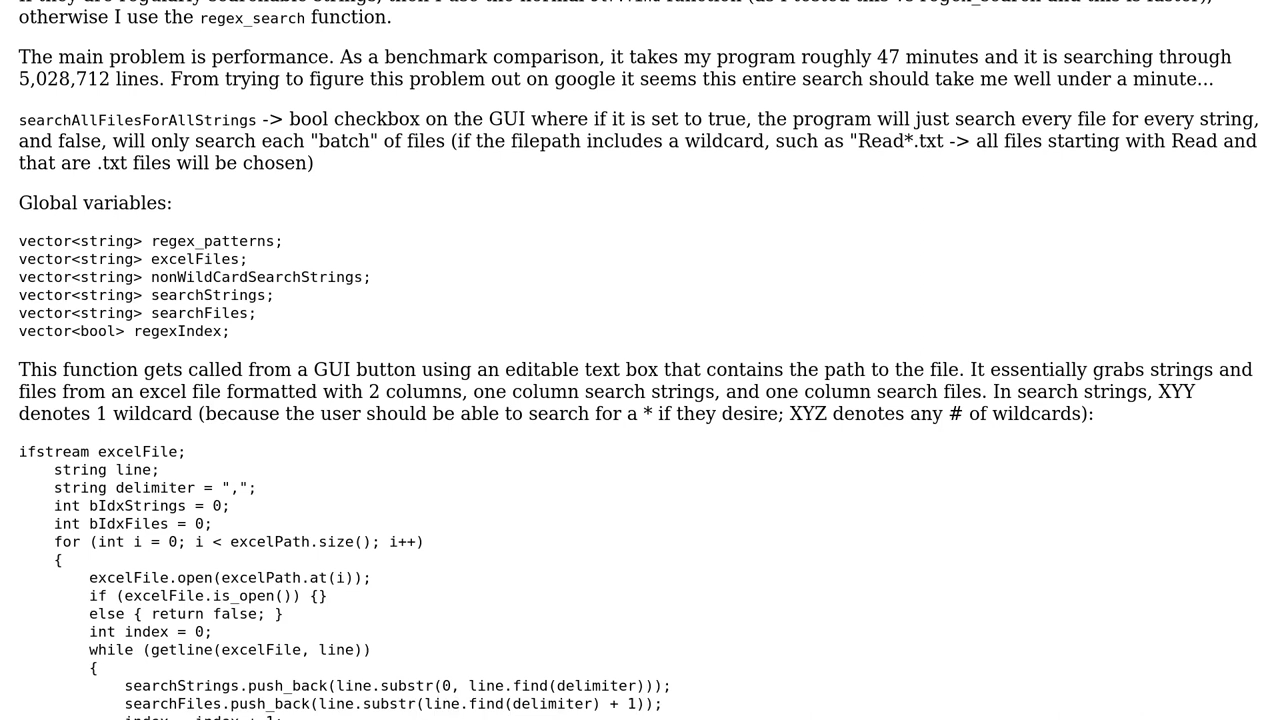 otherwise I use the regex_search function.
The main problem is performance. As a benchmark comparison, it takes my program roughly 47 minutes and it is searching through
5,028,712 lines. From trying to figure this problem out on google it seems this entire search should take me well under a minute...
searchAllFilesForAllStrings -> bool checkbox on the GUI where if it is set to true, the program will just search every file for every string,
and false, will only search each "batch" of files (if the filepath includes a wildcard, such as "Read*.txt -> all files starting with Read and
that are .txt files will be chosen)
Global variables:
vector<string> regex_patterns;
vector<string> excelFiles;
vector<string> nonWildCardSearchStrings;
vector<string> searchStrings;
vector<string> searchFiles;
vector<bool> regexIndex;
This function gets called from a GUI button using an editable text box that contains the path to the file. It essentially grabs strings and
files from an excel file formatted with 2 columns, one column search strings, and one column search files. In search strings, XYY
denotes 1 wildcard (because the user should be able to search for a * if they desire; XYZ denotes any # of wildcards):
ifstream excelFile;
    string line;
    string delimiter = ",";
    int bIdxStrings = 0;
    int bIdxFiles = 0;
    for (int i = 0; i < excelPath.size(); i++)
    {
        excelFile.open(excelPath.at(i));
        if (excelFile.is_open()) {}
        else { return false; }
        int index = 0;
        while (getline(excelFile, line))
        {
            searchStrings.push_back(line.substr(0, line.find(delimiter)));
            searchFiles.push_back(line.substr(line.find(delimiter) + 1));